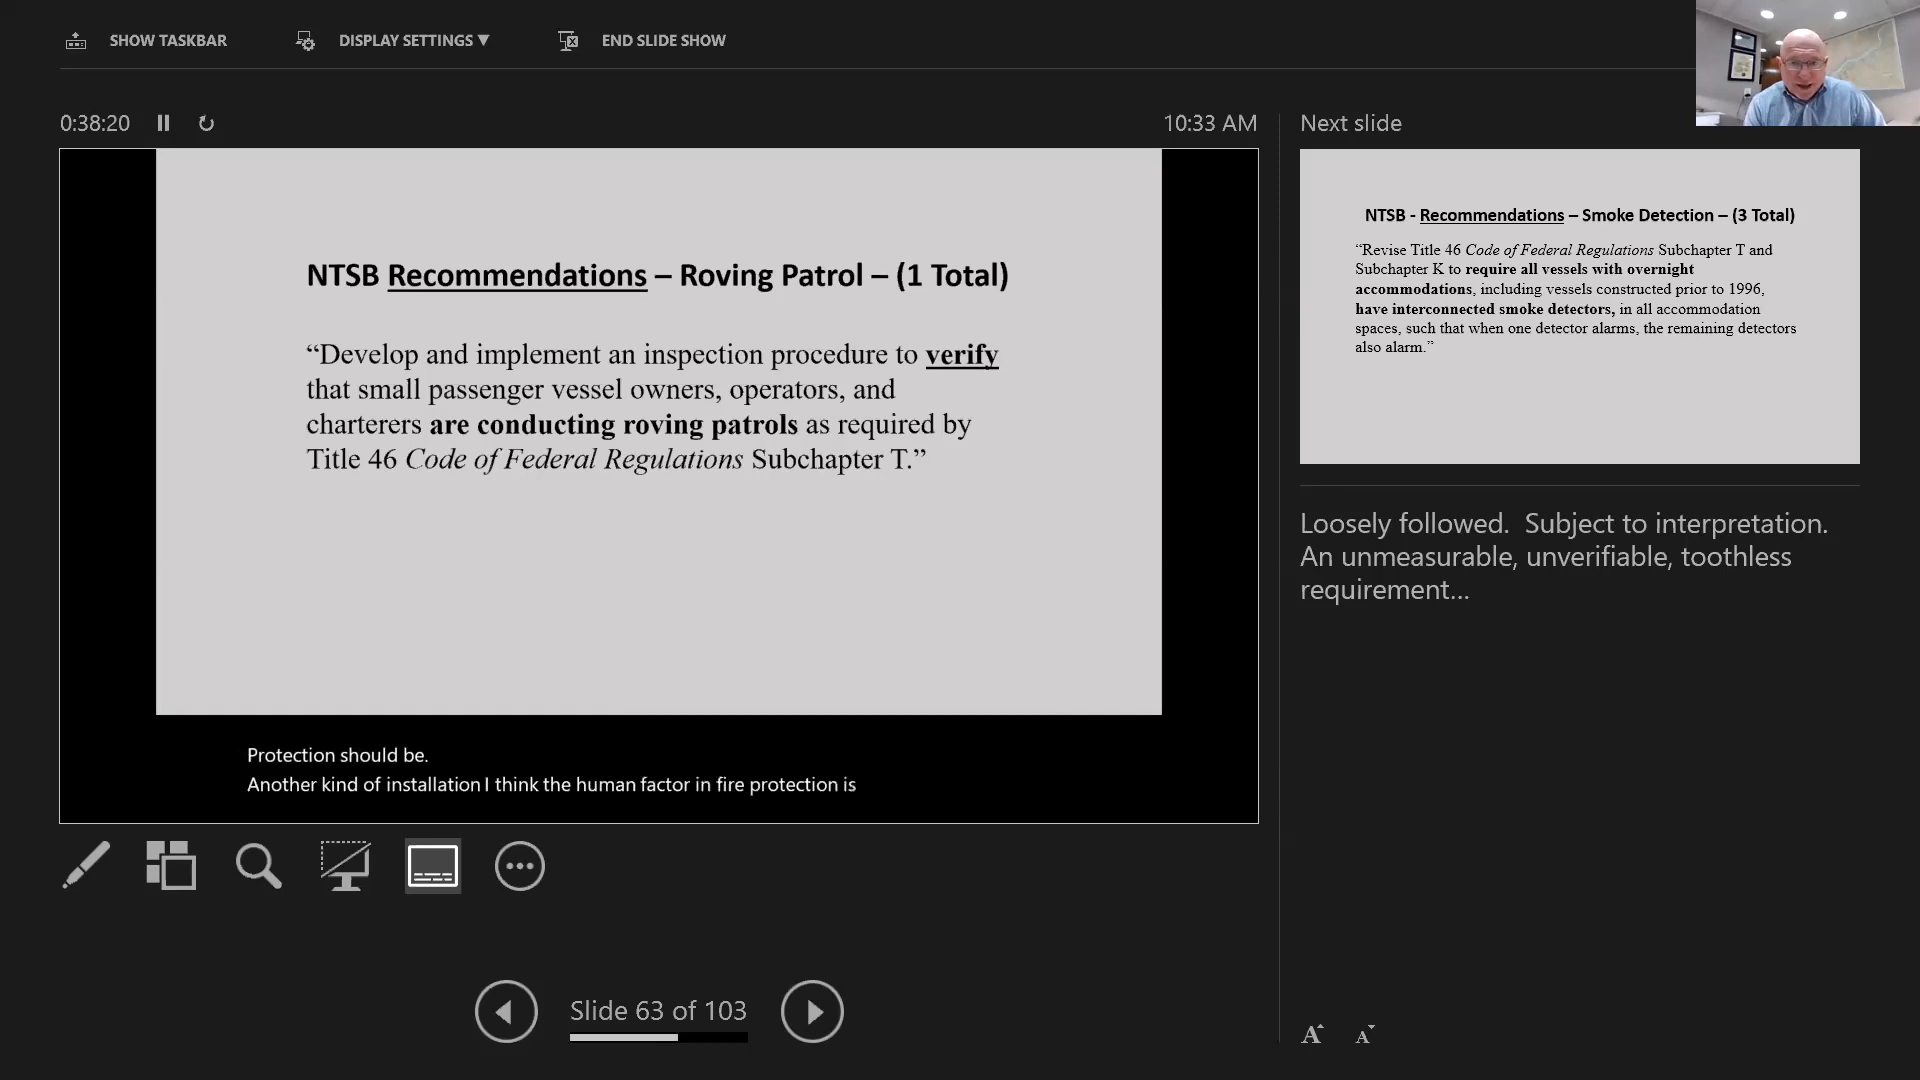 SHOW TASKBAR
DISPLAY SETTINGS ▼
END SLIDE SHOW
0:38:20
10:33 AM
NTSB Recommendations – Roving Patrol – (1 Total)
“Develop and implement an inspection procedure to verify
that small passenger vessel owners, operators, and
charterers are conducting roving patrols as required by
Title 46 Code of Federal Regulations Subchapter T.”
Protection should be.
Another kind of installation I think the human factor in fire protection is
Slide 63 of 103
Next slide
NTSB - Recommendations – Smoke Detection – (3 Total)
“Revise Title 46 Code of Federal Regulations Subchapter T and
Subchapter K to require all vessels with overnight
accommodations, including vessels constructed prior to 1996,
have interconnected smoke detectors, in all accommodation
spaces, such that when one detector alarms, the remaining detectors
also alarm.”
Loosely followed.  Subject to interpretation.
An unmeasurable, unverifiable, toothless
requirement...
A A